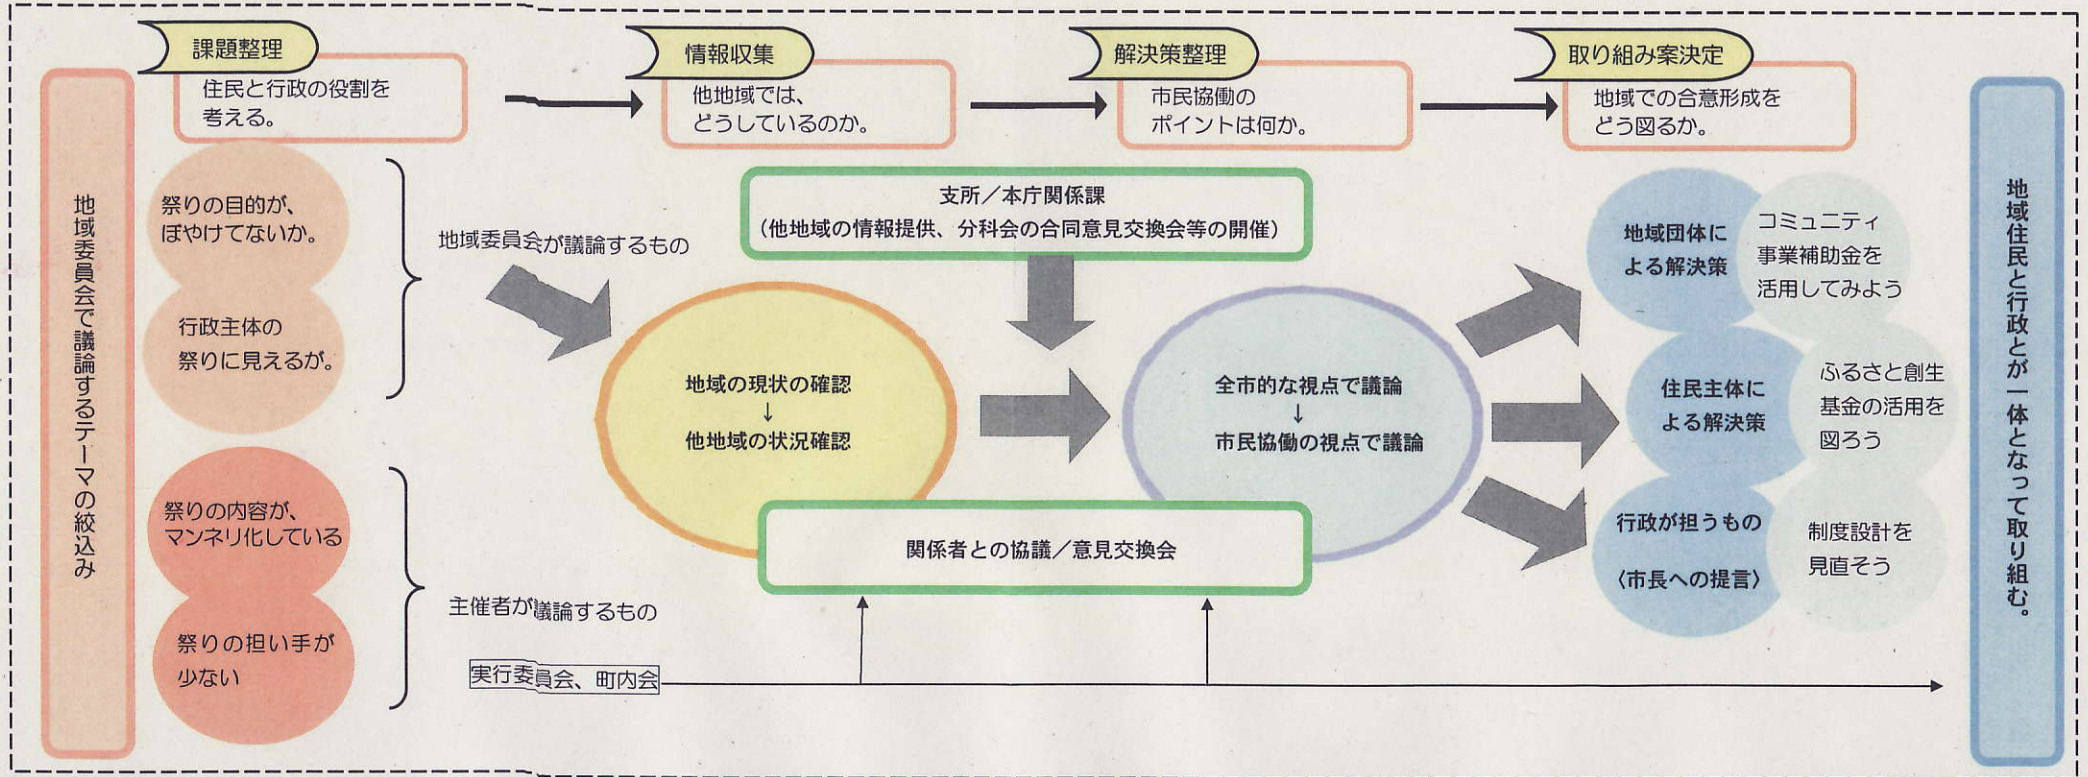 課題整理
住民と行政の役割を
考える。
情報収集
他地域では、
どうしているのか。
解決策整理
市民協働の
ポイントは何か。
取り組み案決定
地域での合意形成を
どう図るか。
地域委員会で議論するテーマの絞込み
祭りの目的が、
ぼやけてないか。
行政主体の
祭りに見えるが。
祭りの内容が、
マンネリ化している
祭りの担い手が
少ない
地域委員会が議論するもの
主催者が議論するもの
実行委員会、町内会
支所／本庁関係課
（他地域の情報提供、分科会の合同意見交換会等の開催）
地域の現状の確認
↓
他地域の状況確認
全市的な視点で議論
↓
市民協働の視点で議論
関係者との協議／意見交換会
地域団体に
よる解決策
コミュニティ
事業補助金を
活用してみよう
住民主体に
よる解決策
ふるさと創生
基金の活用を
図ろう
行政が担うもの
〈市長への提言〉
制度設計を
見直そう
地域住民と行政とが一体となって取り組む。